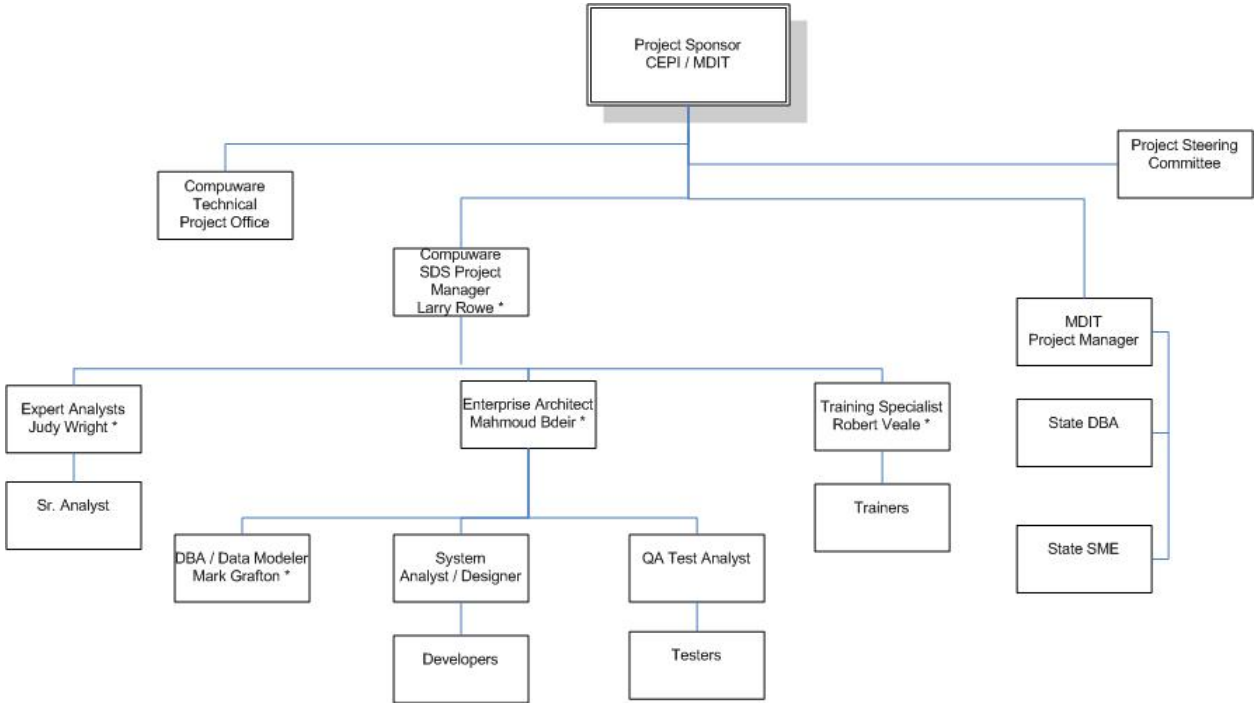 Project Sponsor
CEPI / MDIT
Project Steering
Committee
Compuware
Technical
Project Office
Compuware
SDS Project
Manager
Larry Rowe *
MDIT
Project Manager
Expert Analysts
Judy Wright *
Enterprise Architect
Mahmoud Bdeir *
Training Specialist
Robert Veale *
State DBA
Sr. Analyst
Trainers
DBA / Data Modeler
Mark Grafton *
System
Analyst / Designer
QA Test Analyst
State SME
Developers
Testers